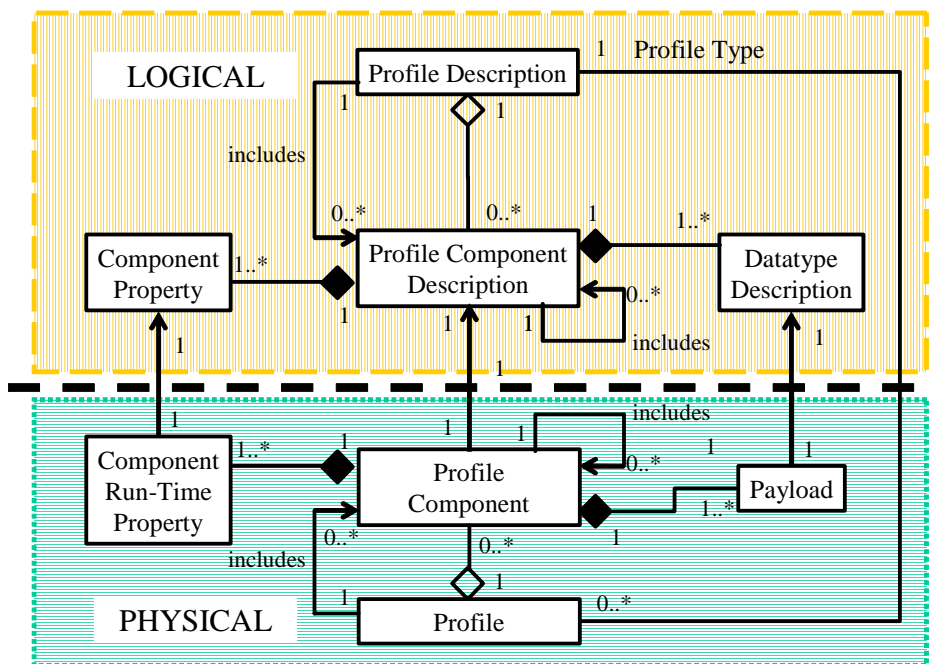 1
Profile Type
LOGICAL
Profile Description
1
1
includes
0..*
0..*
1
1..*
Component
Property
1..*
Profile Component
Description
Datatype
Description
0..*
1
1
1
includes
1
1
1
1
includes
1
1
1
1
1
1..*
0..*
Component
Run-Time
Property
Profile
Component
Payload
1..*
0..*
0..*
1
includes
1
1
0..*
PHYSICAL
Profile